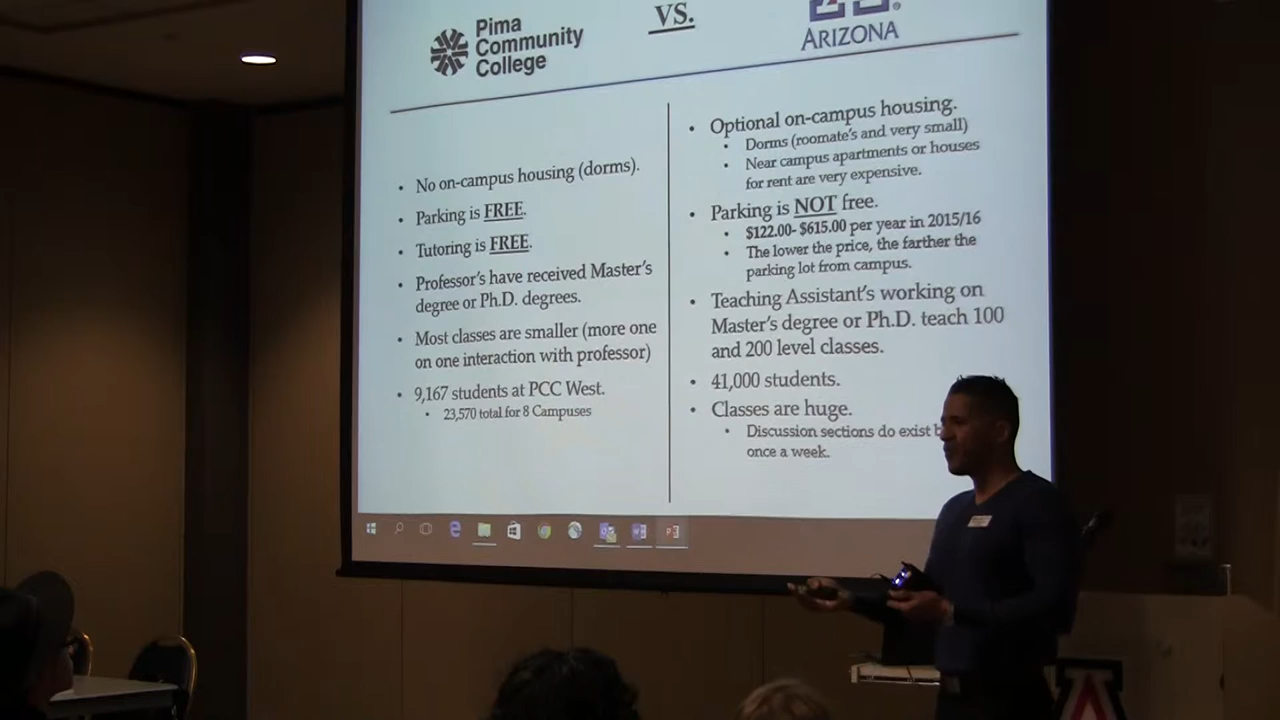 Pima
Community
College
VS.
ARIZONA
No on-campus housing (dorms).
Parking is FREE.
Tutoring is FREE.
Professor's have received Master's
degree or Ph.D. degrees.
Most classes are smaller (more one
on one interaction with professor)
9,167 students at PCC West.
23,570 total for 8 Campuses
Optional on-campus housing.
Dorms (roomate's and very small)
Near campus apartments or houses
for rent are very expensive.
Parking is NOT free.
$122.00- $615.00 per year in 2015/16
The lower the price, the farther the
parking lot from campus.
Teaching Assistant's working on
Master's degree or Ph.D. teach 100
and 200 level classes.
41,000 students.
Classes are huge.
Discussion sections do exist
once a week.
A